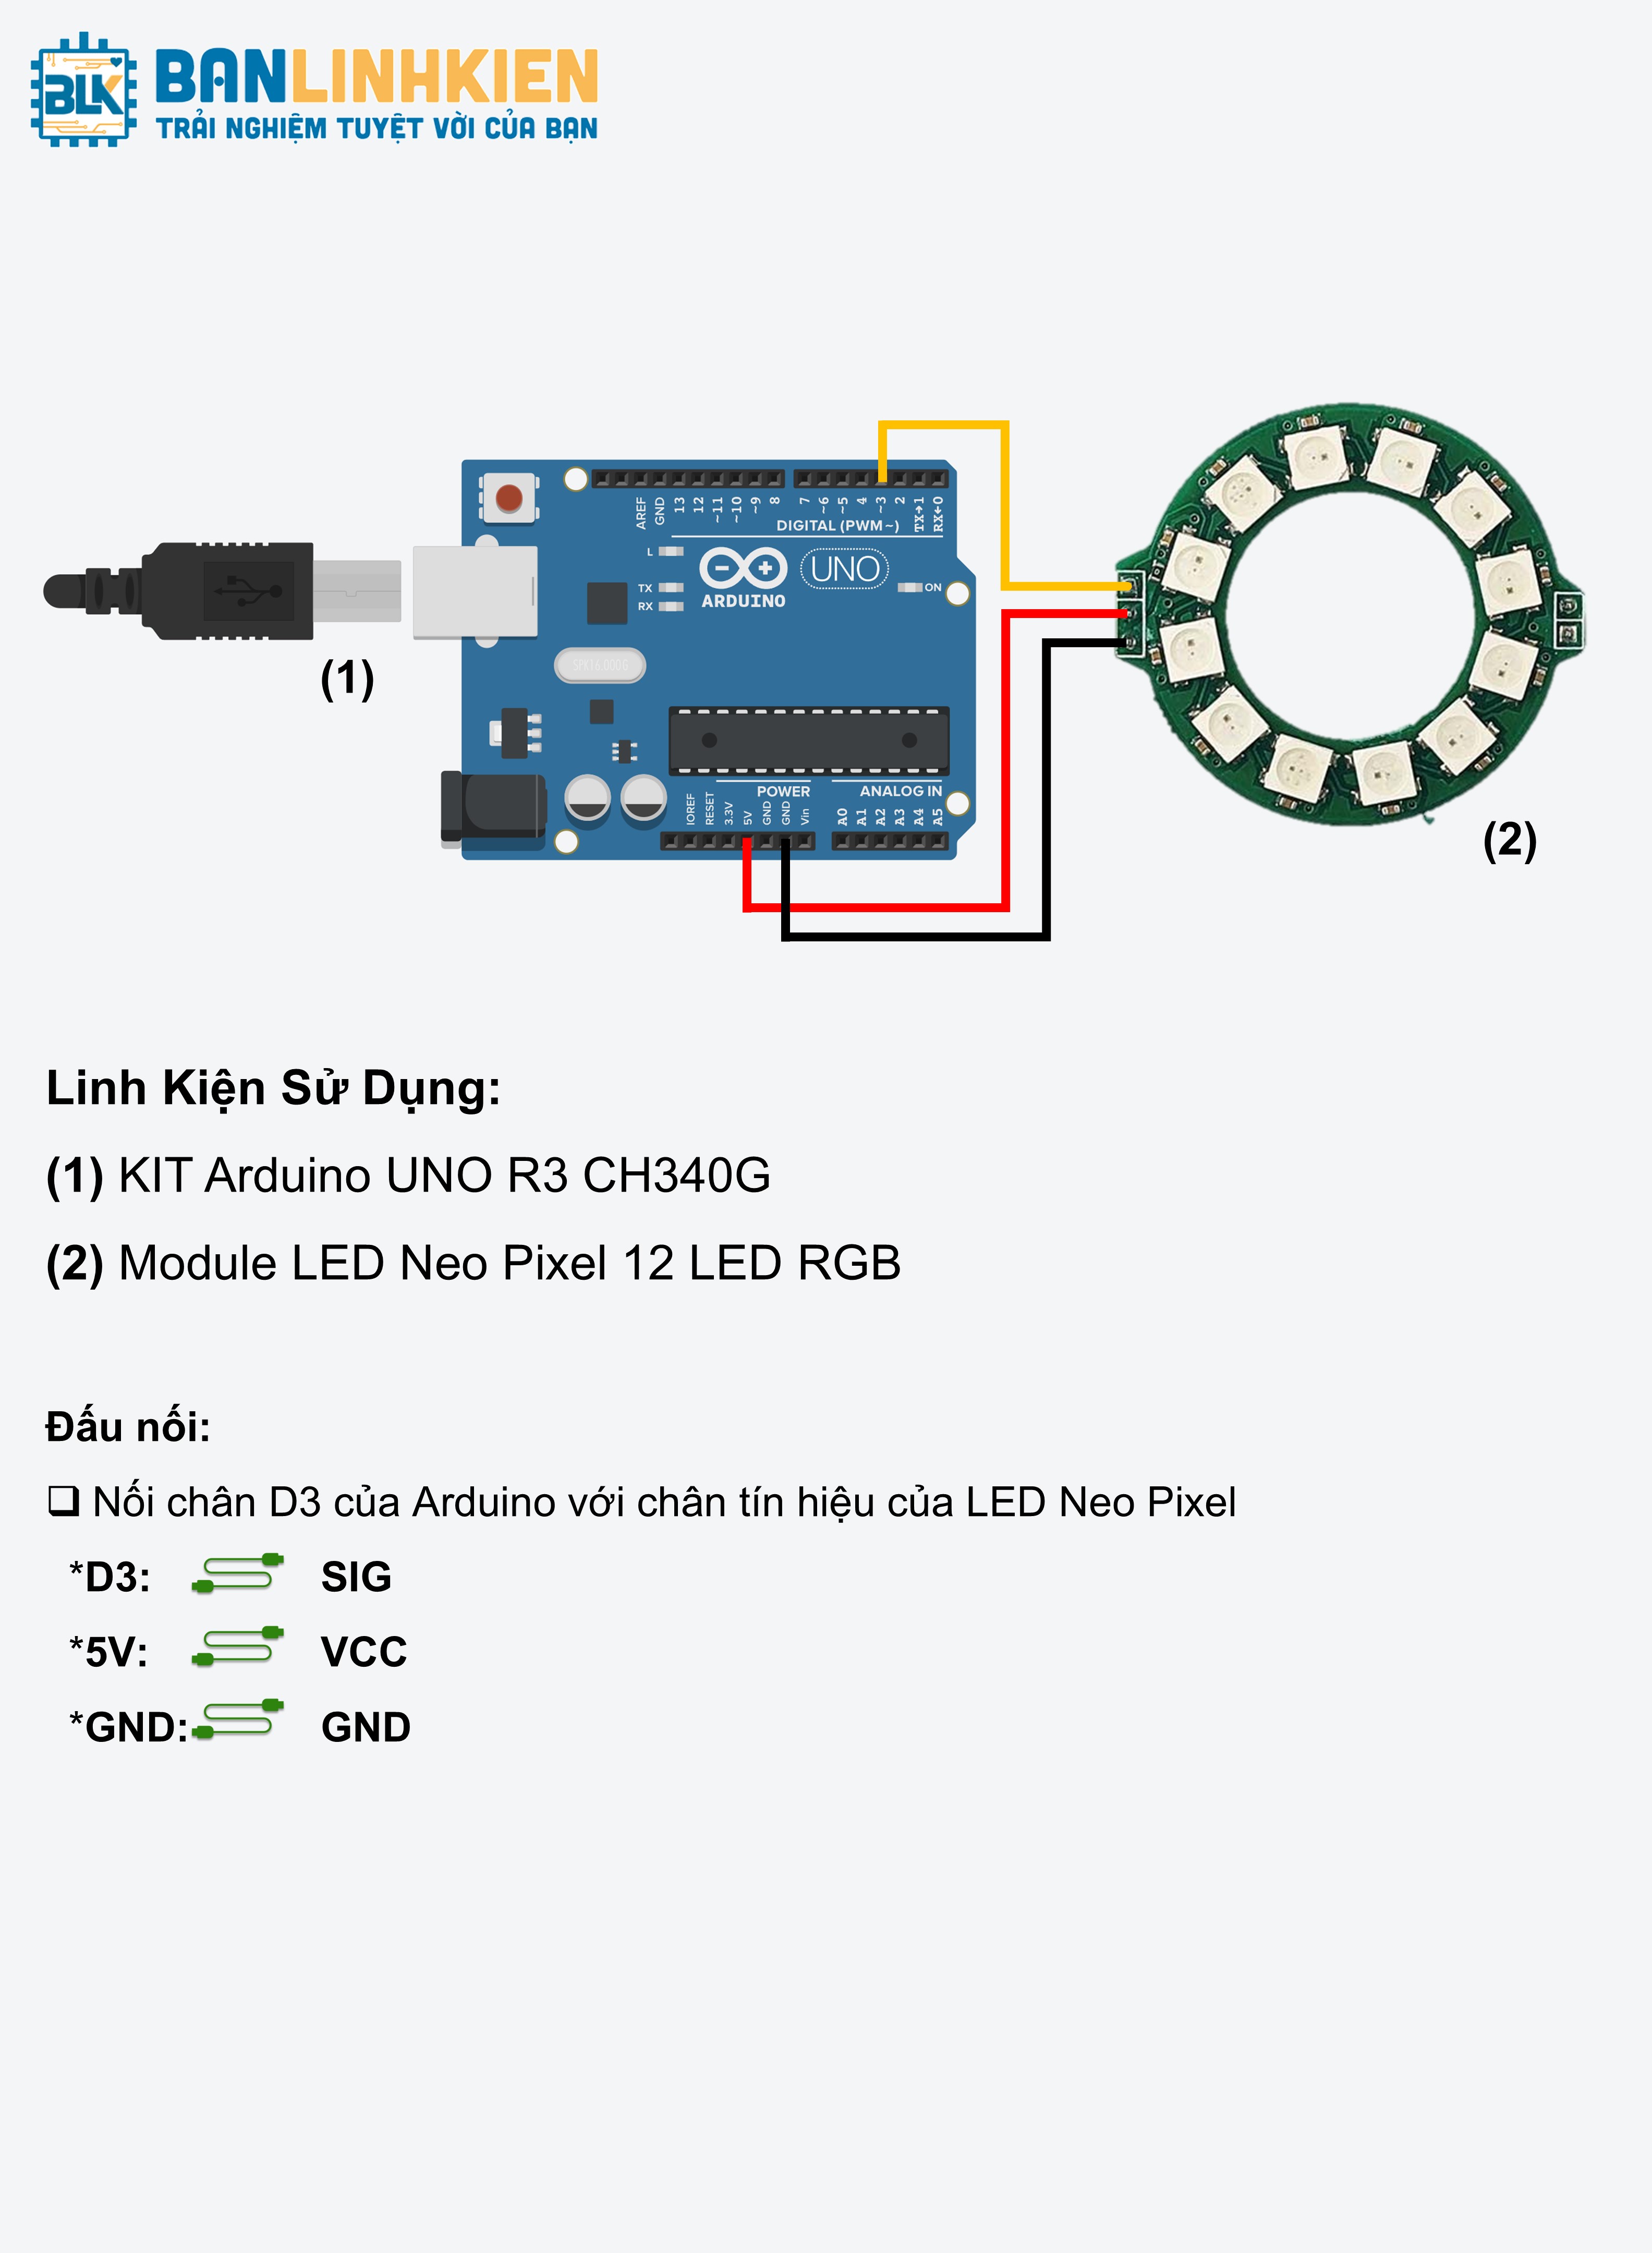 BLK
BANLINHKIEN
TRẢI NGHIỆM TUYỆT VỜI CỦA BẠN
AREF
GND
13
12
~11
~10
~9
8
7
~6
~5
4
~3
2
TX→1
RX←0
DIGITAL (PWM~)
L
TX
RX
ARDUINO
UNO
ON
(1)
SPK16.000G
POWER
ANALOG IN
IOREF
RESET
3.3V
5V
GND
GND
Vin
A0
A1
A2
A3
A4
A5
(2)
Linh Kiện Sử Dụng:
(1) KIT Arduino UNO R3 CH340G
(2) Module LED Neo Pixel 12 LED RGB
Đấu nối:
❑ Nối chân D3 của Arduino với chân tín hiệu của LED Neo Pixel
*D3: SIG
*5V: VCC
*GND: GND